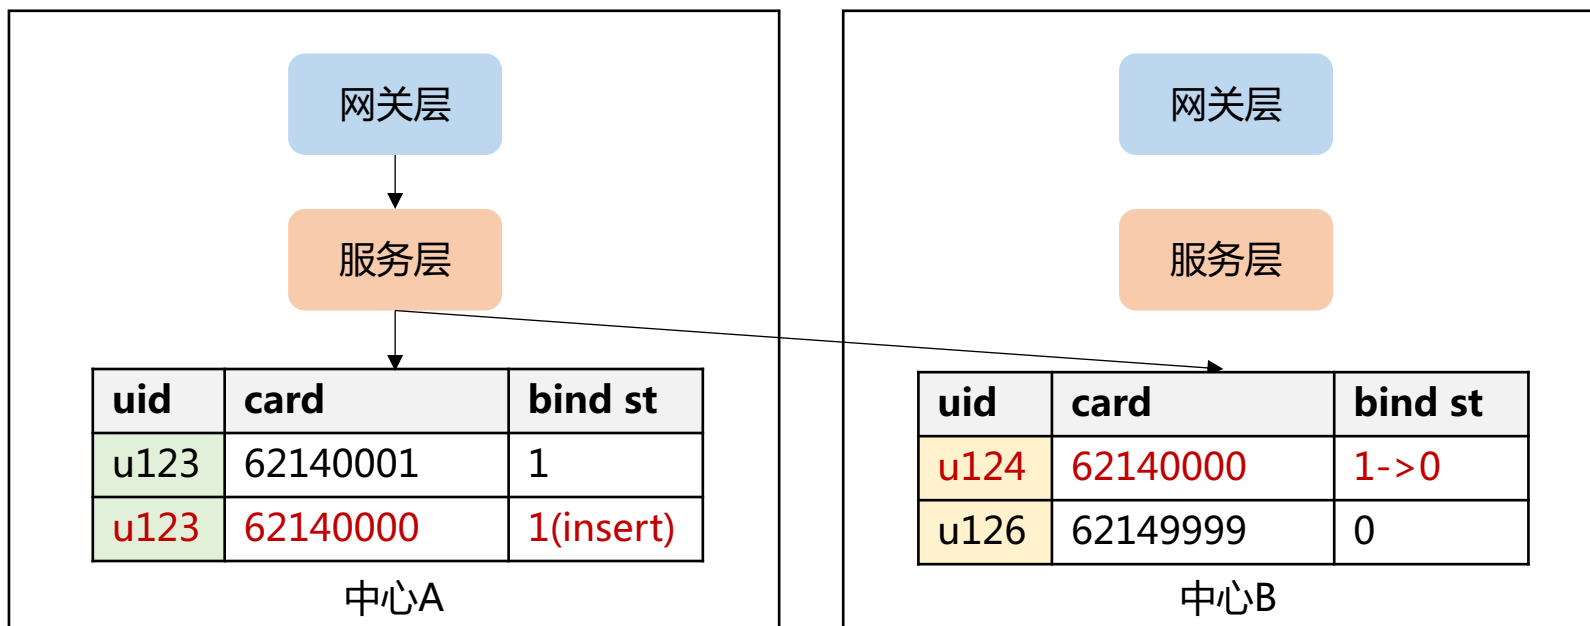 网关层
服务层
uid card bind st
u123 62140001 1
u123 62140000 1(insert)
中心A
网关层
服务层
uid card bind st
u124 62140000 1->0
u126 62149999 0
中心B